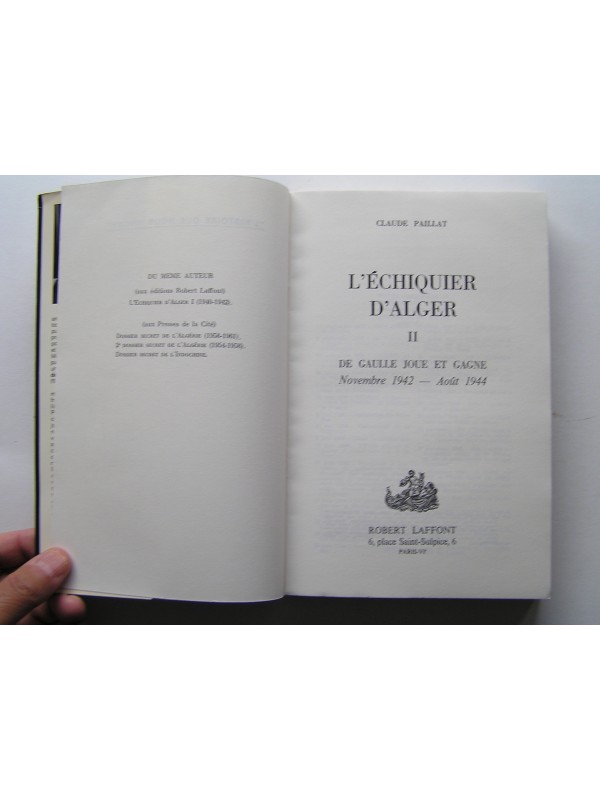 DU MÊME AUTEUR
(aux éditions Robert Laffont)
L'ÉCHIQUIER D'ALGER I (1940-1942).
(aux Presses de la Cité)
DOSSIER SECRET DE L'ALGÉRIE (1958-1961).
2e DOSSIER SECRET DE L'ALGÉRIE (1954-1958).
DOSSIER SECRET DE L'INDOCHINE.
CLAUDE PAILLAT
L'ÉCHIQUIER
D'ALGER
II
DE GAULLE JOUE ET GAGNE
Novembre 1942 — Août 1944
ROBERT LAFFONT
6, place Saint-Sulpice, 6
PARIS-VIe